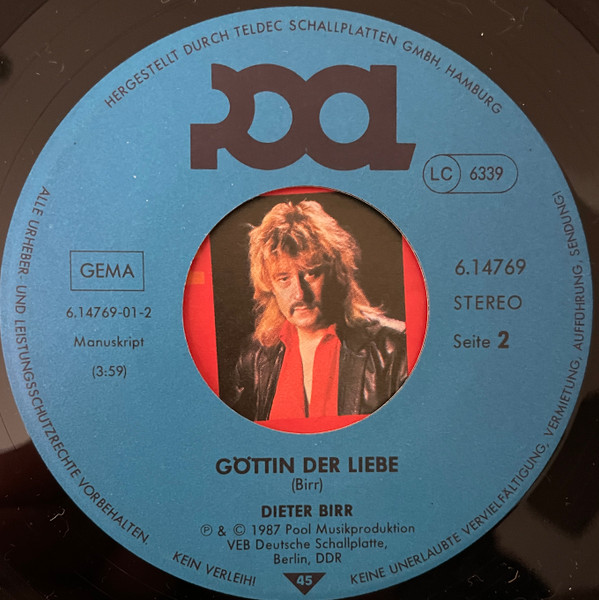 HERGESTELLT DURCH TELDEC SCHALLPLATTEN GMBH, HAMBURG
POOL
LC 6339
GEMA
6.14769-01-2
Manuskript
(3:59)
6.14769
STEREO
Seite 2
GÖTTIN DER LIEBE
(Birr)
DIETER BIRR
℗ & © 1987 Pool Musikproduktion
VEB Deutsche Schallplatte,
Berlin, DDR
45
ALLE URHEBER- UND LEISTUNGSSCHUTZRECHTE VORBEHALTEN.
KEIN VERLEIH! KEINE UNERLAUBTE VERVIELFÄLTIGUNG, VERMIETUNG, AUFFÜHRUNG, SENDUNG!